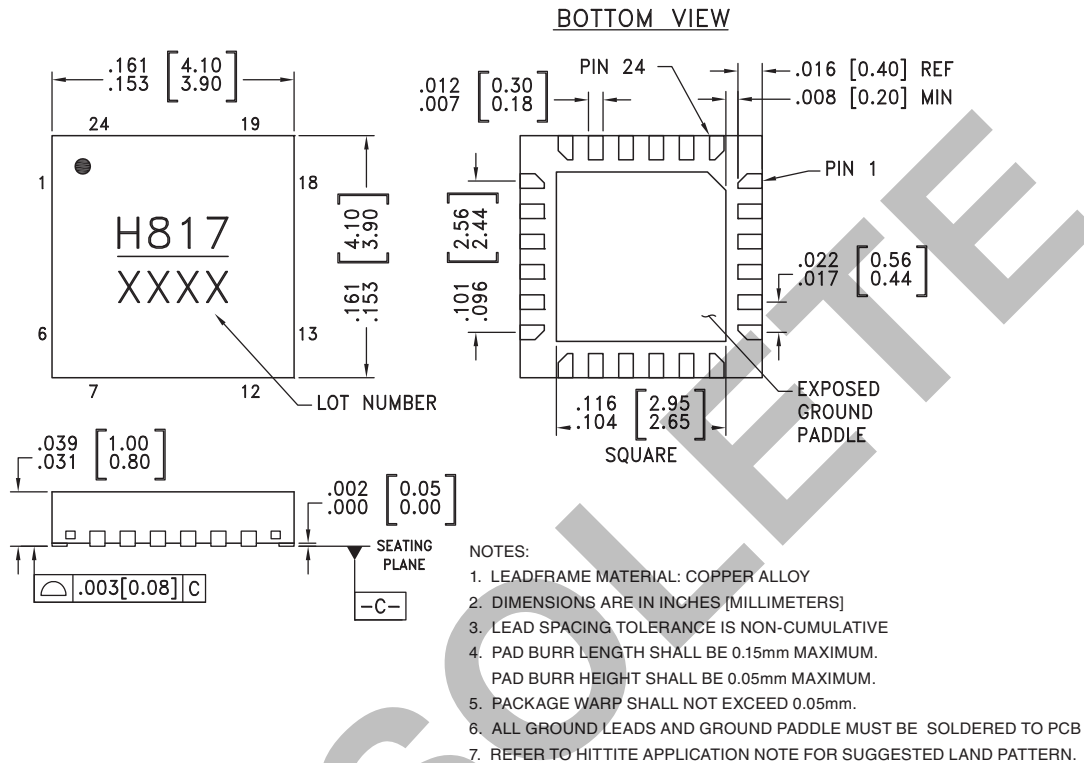 BOTTOM VIEW
.161 [4.10]
.153 [3.90]
24 19
1 18
H817
XXXX
6 13
7 12
LOT NUMBER
.161 [4.10]
.153 [3.90]
.012 [0.30]
.007 [0.18]
PIN 24
.016 [0.40] REF
.008 [0.20] MIN
PIN 1
.101 [2.56]
.096 [2.44]
.022 [0.56]
.017 [0.44]
.116 [2.95]
.104 [2.65]
SQUARE
EXPOSED
GROUND
PADDLE
.039 [1.00]
.031 [0.80]
.002 [0.05]
.000 [0.00]
SEATING
PLANE
.003[0.08] C
-C-
NOTES:
1. LEADFRAME MATERIAL: COPPER ALLOY
2. DIMENSIONS ARE IN INCHES [MILLIMETERS]
3. LEAD SPACING TOLERANCE IS NON-CUMULATIVE
4. PAD BURR LENGTH SHALL BE 0.15mm MAXIMUM.
PAD BURR HEIGHT SHALL BE 0.05mm MAXIMUM.
5. PACKAGE WARP SHALL NOT EXCEED 0.05mm.
6. ALL GROUND LEADS AND GROUND PADDLE MUST BE SOLDERED TO PCB
7. REFER TO HITTITE APPLICATION NOTE FOR SUGGESTED LAND PATTERN.
SOLETE